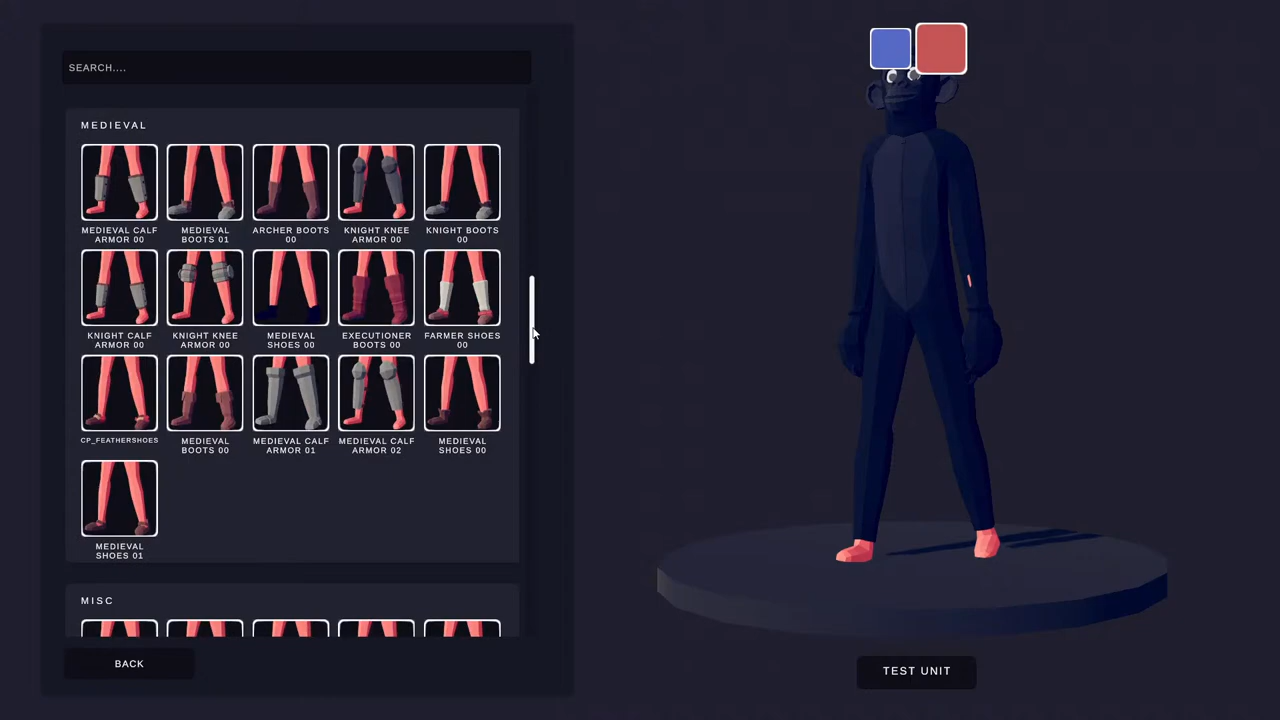 SEARCH....
MEDIEVAL
MEDIEVAL CALF
ARMOR 00
MEDIEVAL
BOOTS 01
ARCHER BOOTS
00
KNIGHT KNEE
ARMOR 00
KNIGHT BOOTS
00
KNIGHT CALF
ARMOR 00
KNIGHT KNEE
ARMOR 00
MEDIEVAL
SHOES 00
EXECUTIONER
BOOTS 00
FARMER SHOES
00
CP_FEATHERSHOES
MEDIEVAL
BOOTS 00
MEDIEVAL CALF
ARMOR 01
MEDIEVAL CALF
ARMOR 02
MEDIEVAL
SHOES 00
MEDIEVAL
SHOES 01
MISC
BACK
TEST UNIT